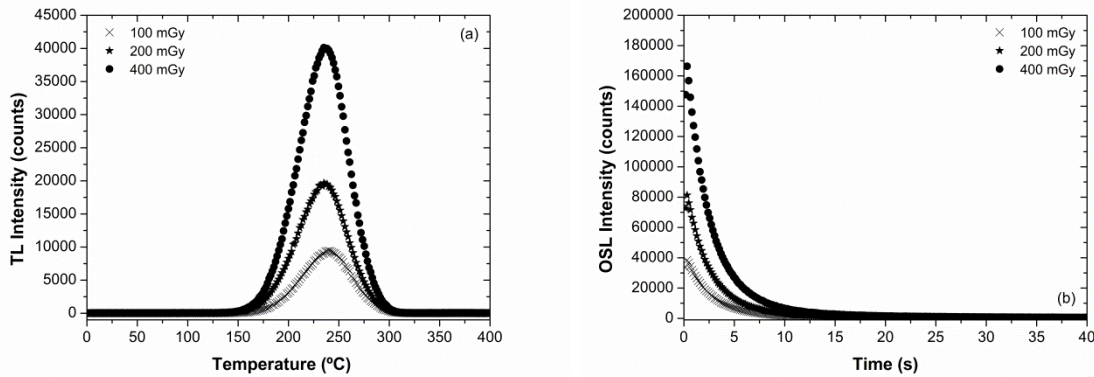 (a)
100 mGy
200 mGy
400 mGy
TL Intensity (counts)
45000
40000
35000
30000
25000
20000
15000
10000
5000
0
0 50 100 150 200 250 300 350 400
Temperature (ºC)
100 mGy
200 mGy
400 mGy
OSL Intensity (counts)
200000
180000
160000
140000
120000
100000
80000
60000
40000
20000
0
(b)
0 5 10 15 20 25 30 35 40
Time (s)